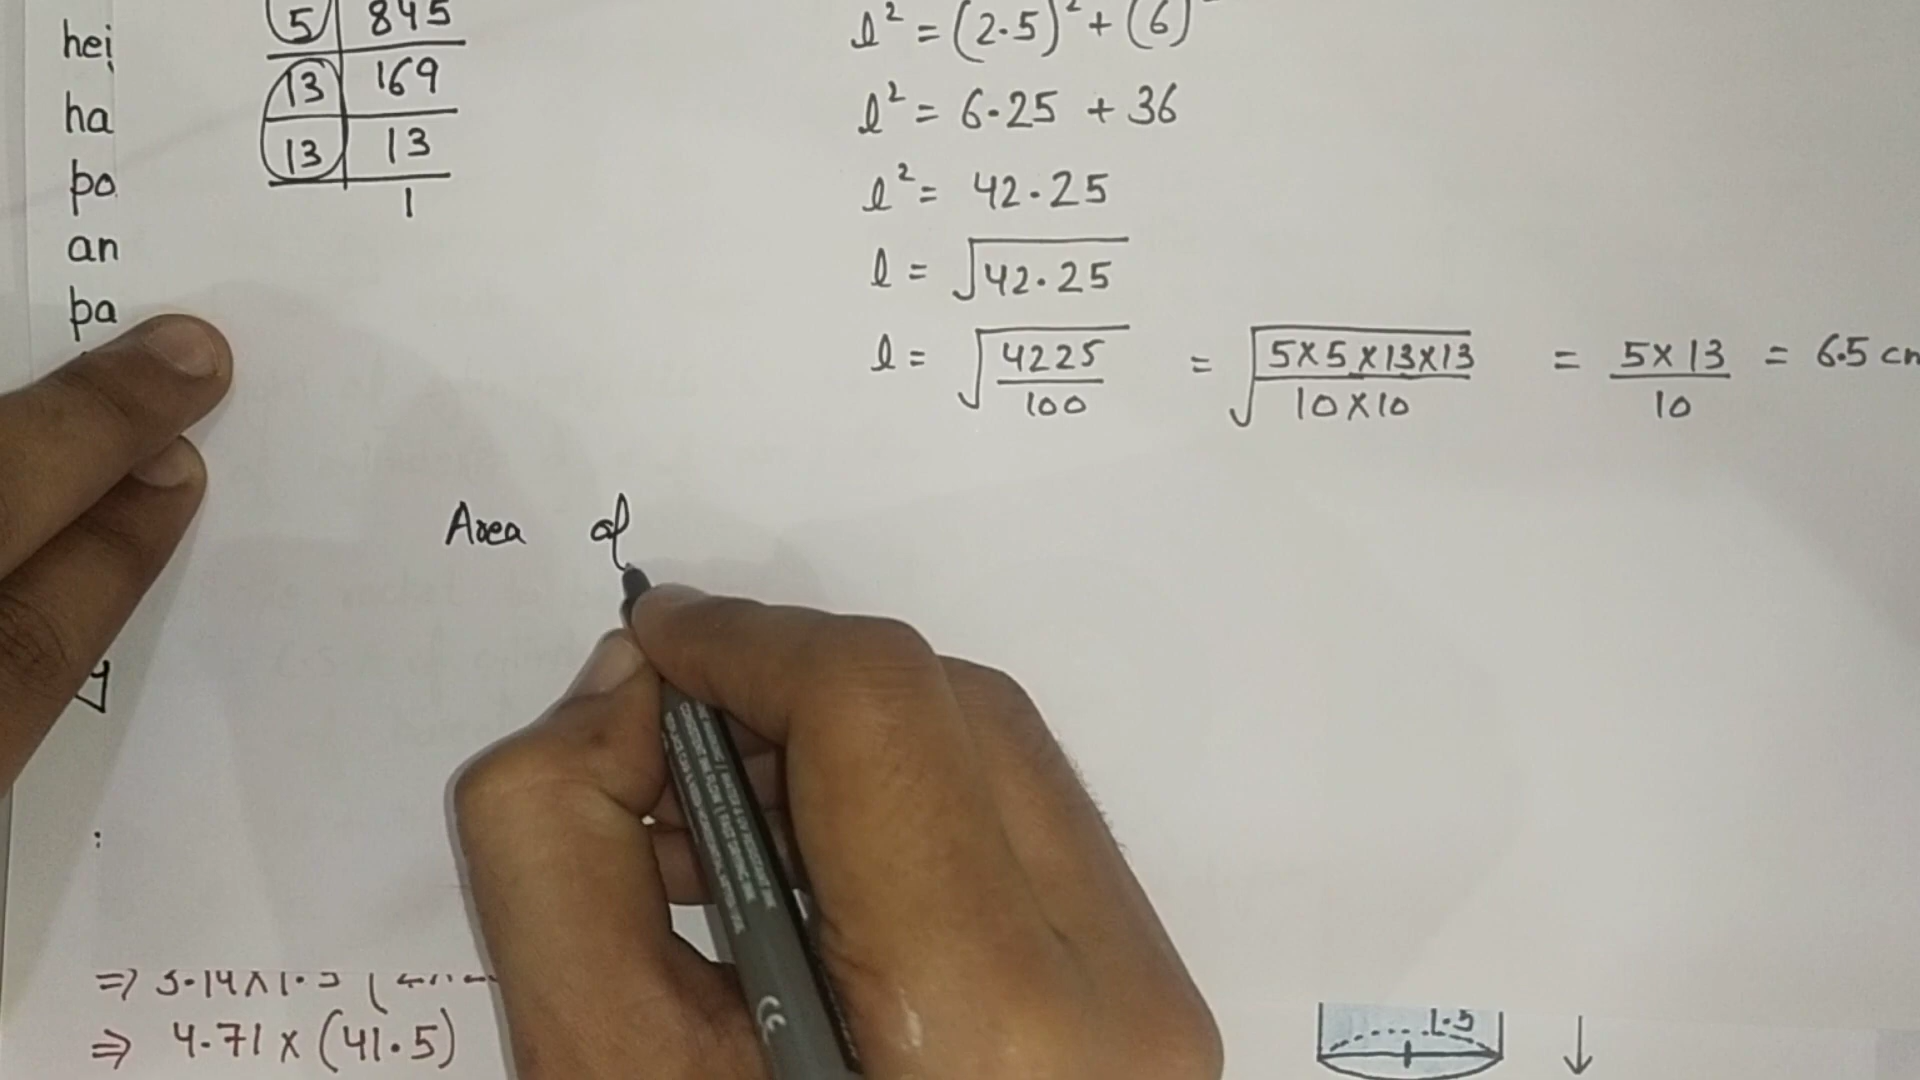 hei
ha
po
an
pa
5 | 845
13 | 169
13 | 13
1
l² = (2.5)² + (6)
l² = 6.25 + 36
l² = 42.25
l = √42.25
l = √4225/100 = √5×5×13×13/10×10 = 5×13/10 = 6.5 cm
Area of
:
⇒ 4.71 × (41.5)
1.5
CE